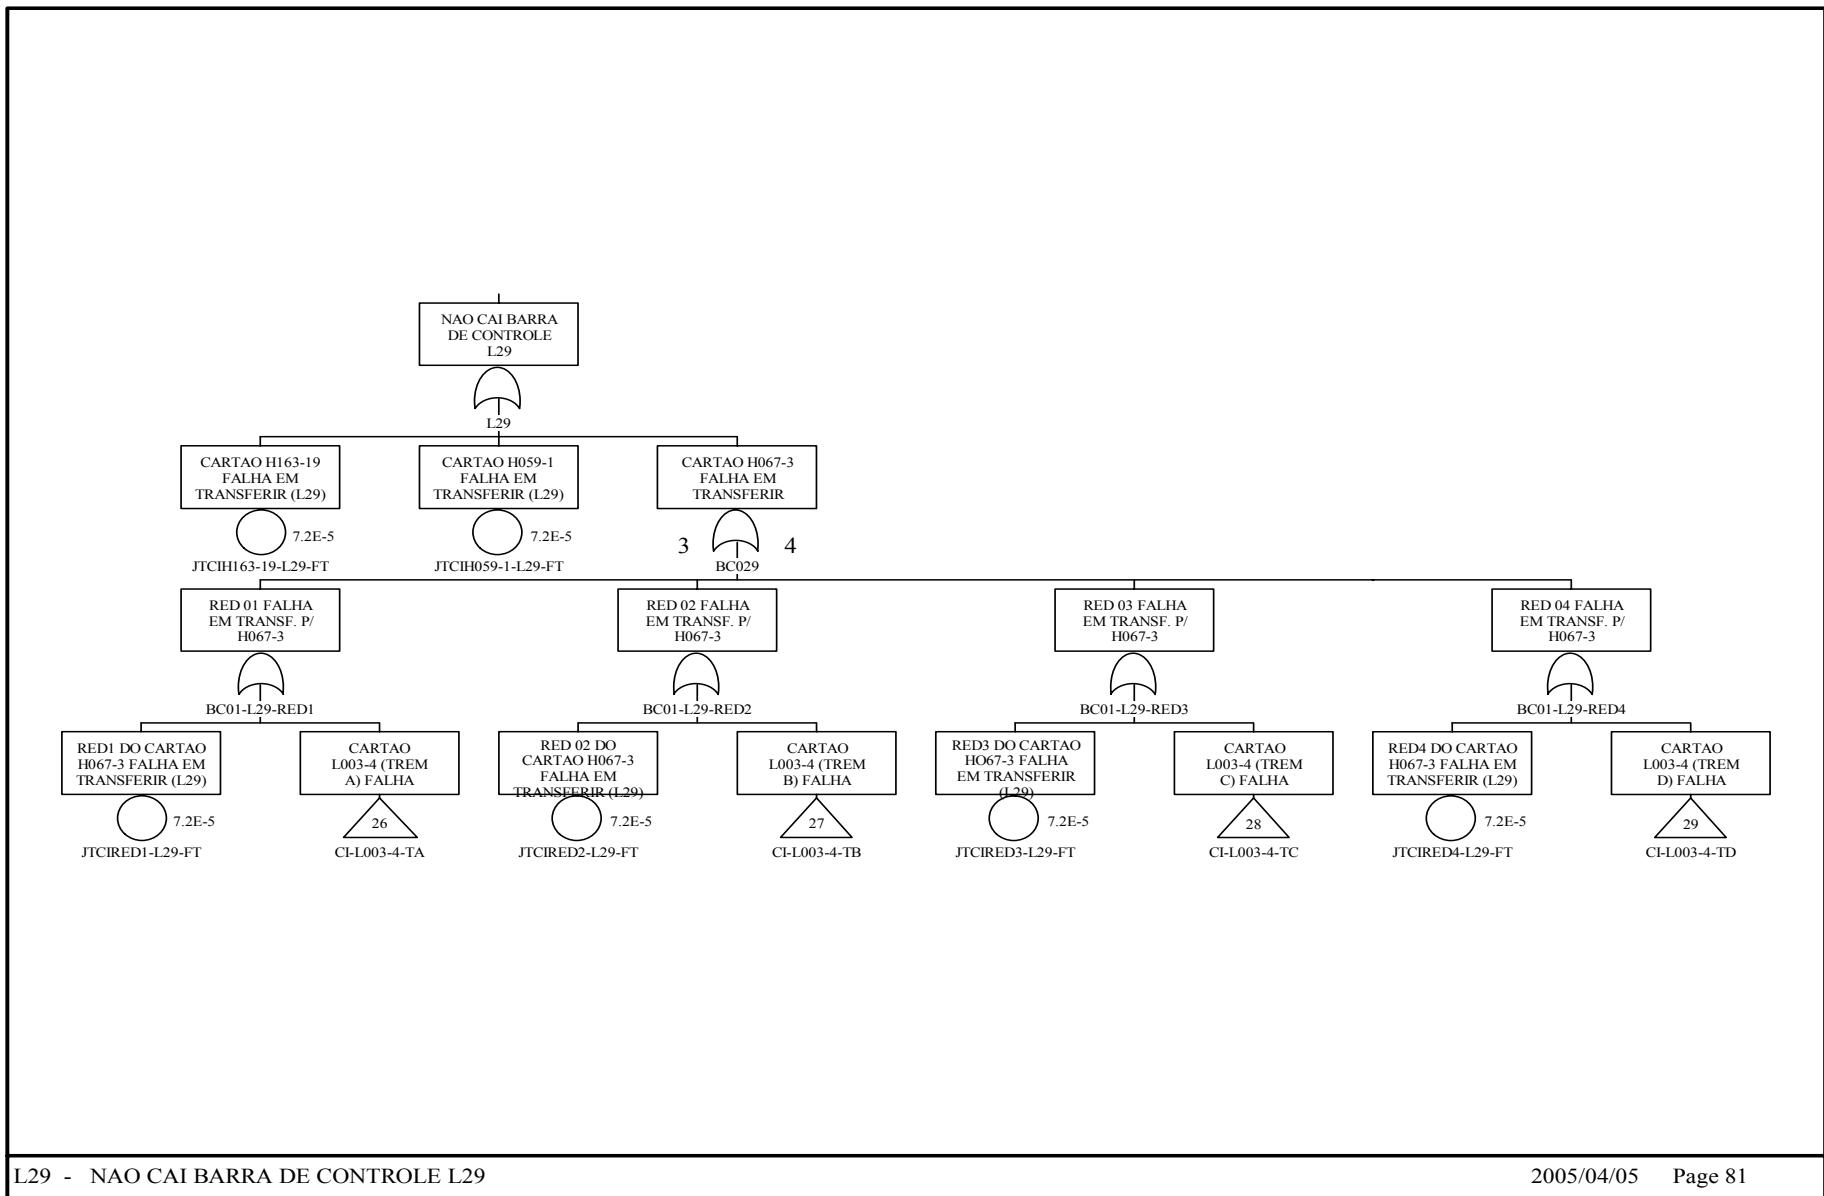 NAO CAI BARRA
DE CONTROLE
L29
L29
CARTAO H163-19
FALHA EM
TRANSFERIR (L29)
7.2E-5
JTCIH163-19-L29-FT
CARTAO H059-1
FALHA EM
TRANSFERIR (L29)
7.2E-5
JTCIH059-1-L29-FT
CARTAO H067-3
FALHA EM
TRANSFERIR
3 4
BC029
RED 01 FALHA
EM TRANSF. P/
H067-3
BC01-L29-RED1
RED 02 FALHA
EM TRANSF. P/
H067-3
BC01-L29-RED2
RED 03 FALHA
EM TRANSF. P/
H067-3
BC01-L29-RED3
RED 04 FALHA
EM TRANSF. P/
H067-3
BC01-L29-RED4
RED1 DO CARTAO
H067-3 FALHA EM
TRANSFERIR (L29)
7.2E-5
JTCIRED1-L29-FT
CARTAO
L003-4 (TREM
A) FALHA
26
CI-L003-4-TA
RED 02 DO
CARTAO H067-3
FALHA EM
TRANSFERIR (L29)
7.2E-5
JTCIRED2-L29-FT
CARTAO
L003-4 (TREM
B) FALHA
27
CI-L003-4-TB
RED3 DO CARTAO
HO67-3 FALHA
EM TRANSFERIR
(L29)
7.2E-5
JTCIRED3-L29-FT
CARTAO
L003-4 (TREM
C) FALHA
28
CI-L003-4-TC
RED4 DO CARTAO
H067-3 FALHA EM
TRANSFERIR (L29)
7.2E-5
JTCIRED4-L29-FT
CARTAO
L003-4 (TREM
D) FALHA
29
CI-L003-4-TD
L29 - NAO CAI BARRA DE CONTROLE L29
2005/04/05 Page 81